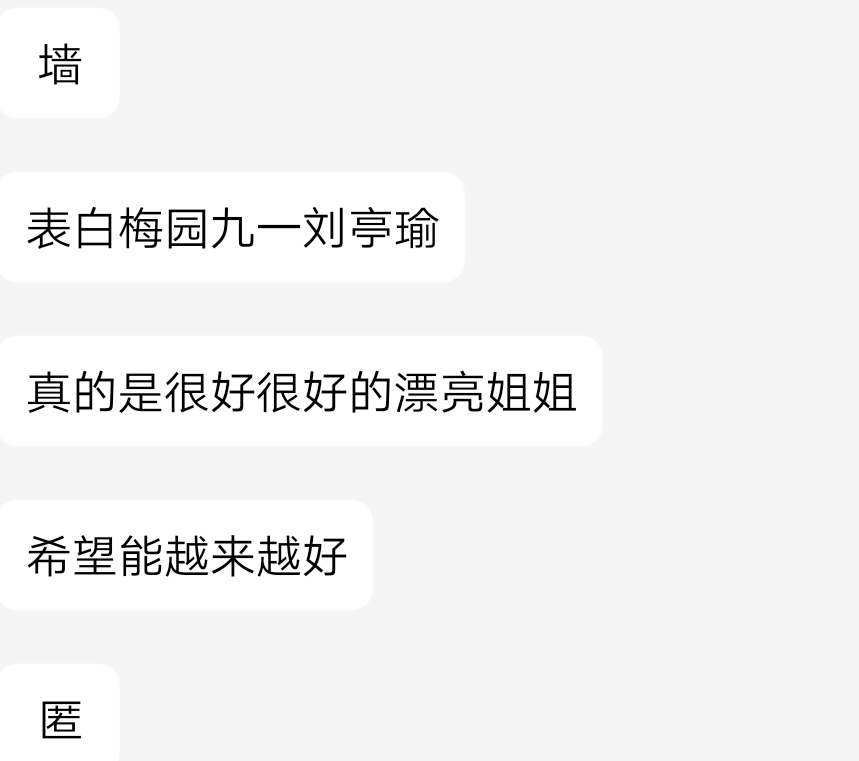 墙
表白梅园九一刘亭瑜
真的是很好很好的漂亮姐姐
希望能越来越好
匿